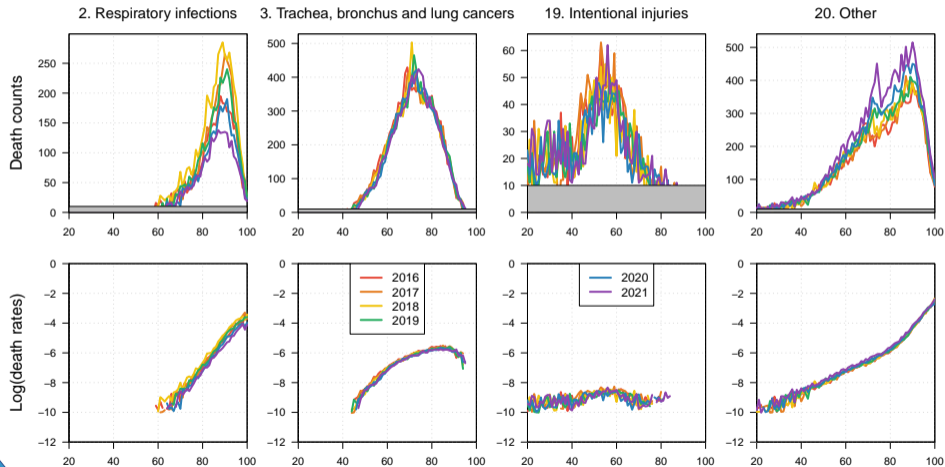 2. Respiratory infections 3. Trachea, bronchus and lung cancers 19. Intentional injuries 20. Other
Death counts
0 50 100 150 200 250
20 40 60 80 100
0 100 200 300 400 500
20 40 60 80 100
0 10 20 30 40 50 60
20 40 60 80 100
0 100 200 300 400 500
20 40 60 80 100
Log(death rates)
0 −2 −4 −6 −8 −10 −12
20 40 60 80 100
0 −2 −4 −6 −8 −10 −12
2016
2017
2018
2019
20 40 60 80 100
0 −2 −4 −6 −8 −10 −12
2020
2021
20 40 60 80 100
0 −2 −4 −6 −8 −10 −12
20 40 60 80 100